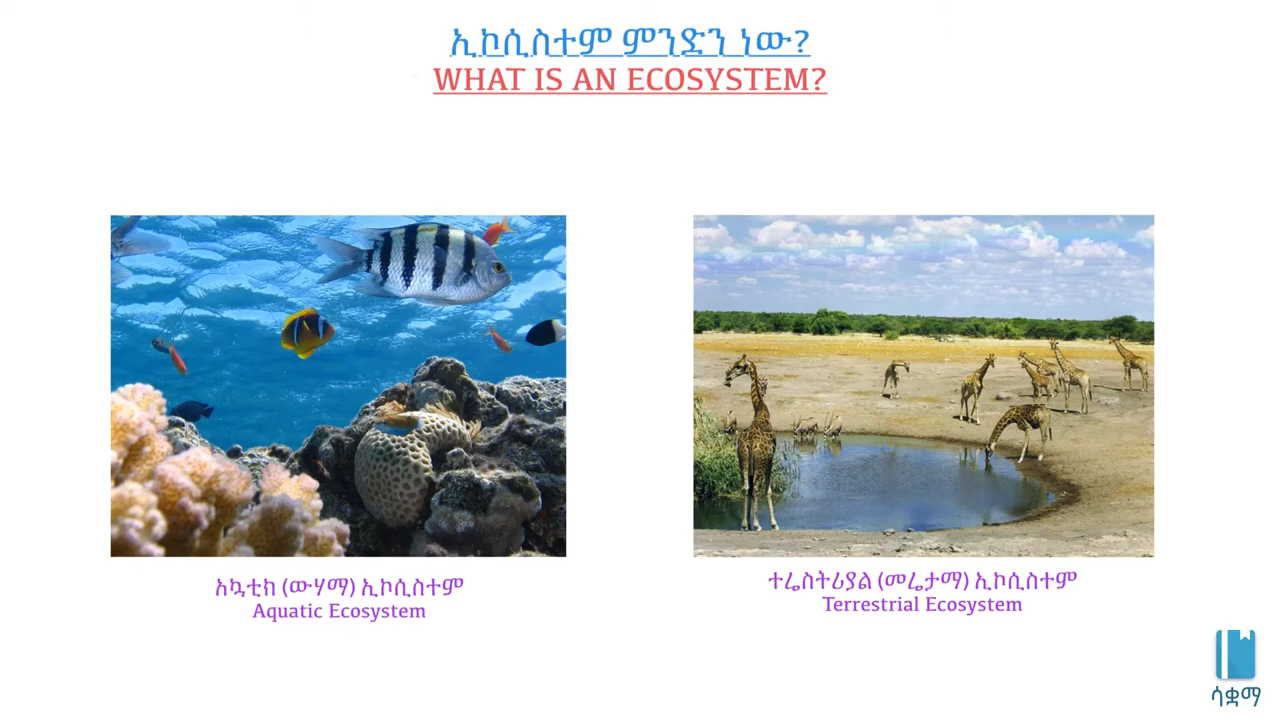 ኢኮሲስተም ምንድን ነው?
WHAT IS AN ECOSYSTEM?
አኳቲክ (ውሃማ) ኢኮሲስተም
Aquatic Ecosystem
ተሬስትሪያል (መሬታማ) ኢኮሲስተም
Terrestrial Ecosystem
ሳቋማ